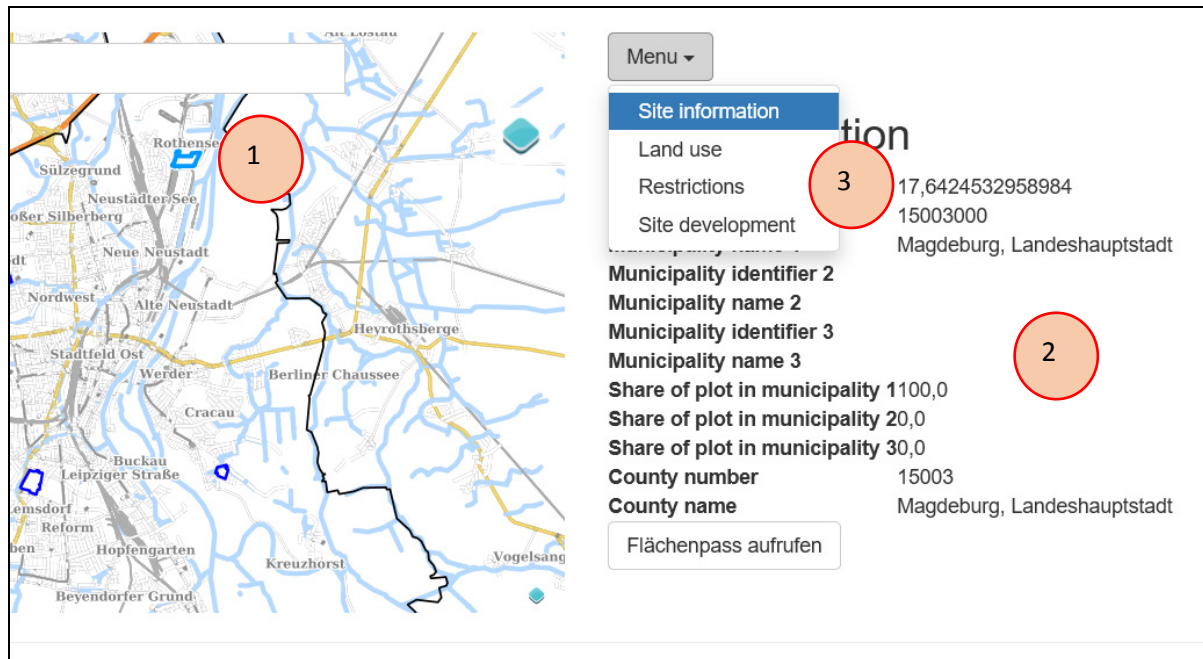 Alt Lostau
Rothense
Sülzegrund
Neustädter See
oßer Silberberg
Neue Neustadt
dt
Nordwest
Alte Neustadt
Heyrothsberge
Stadtfeld Ost
Werder
Berliner Chaussee
Cracau
Buckau
Leipziger Straße
emsdorf
Reform
ben
Hopfengarten
Kreuzhorst
Vogelsang
Beyendorfer Grund
1
Menu
Site information
Land use
Restrictions
Site development
tion
3
17,6424532958984
15003000
Magdeburg, Landeshauptstadt
Municipality identifier 2
Municipality name 2
Municipality identifier 3
Municipality name 3
2
Share of plot in municipality 1 100,0
Share of plot in municipality 2 0,0
Share of plot in municipality 3 0,0
County number 15003
County name Magdeburg, Landeshauptstadt
Flächenpass aufrufen